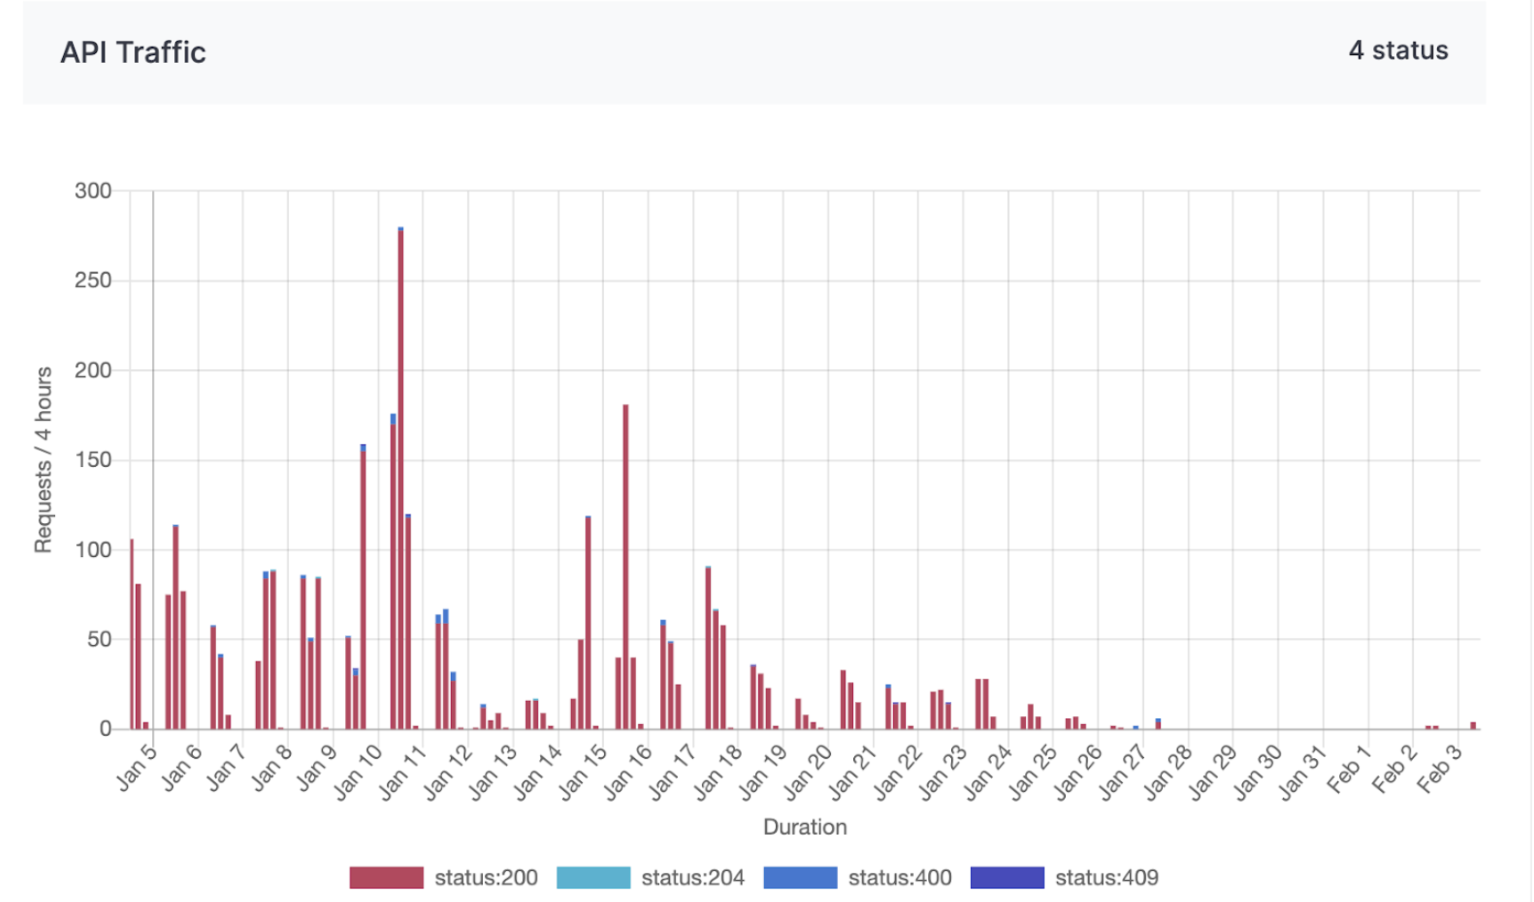 API Traffic
4 status
300
250
200
150
100
50
0
Requests / 4 hours
Jan 5
Jan 6
Jan 7
Jan 8
Jan 9
Jan 10
Jan 11
Jan 12
Jan 13
Jan 14
Jan 15
Jan 16
Jan 17
Jan 18
Jan 19
Jan 20
Jan 21
Jan 22
Jan 23
Jan 24
Jan 25
Jan 26
Jan 27
Jan 28
Jan 29
Jan 30
Jan 31
Feb 1
Feb 2
Feb 3
Duration
status:200
status:204
status:400
status:409